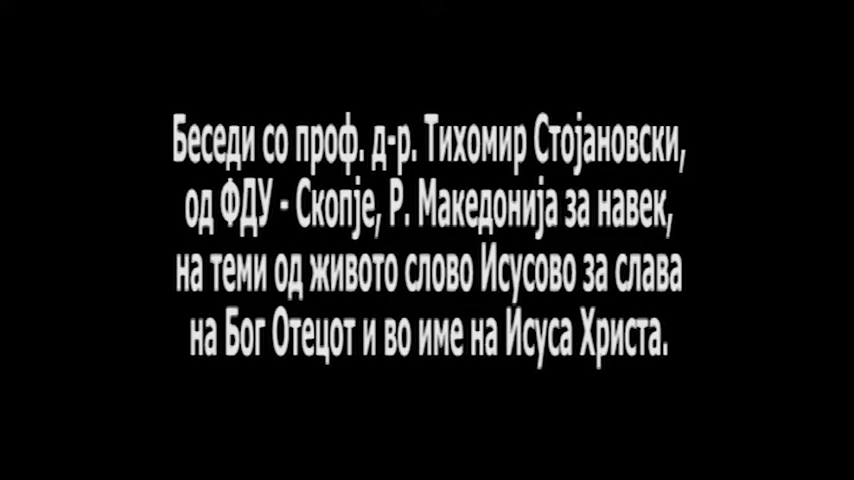 Беседи со проф. д-р. Тихомир Стојановски,
од ФДУ - Скопје, Р. Македонија за навек,
на теми од живото слово Исусово за слава
на Бог Отецот и во име на Исуса Христа.